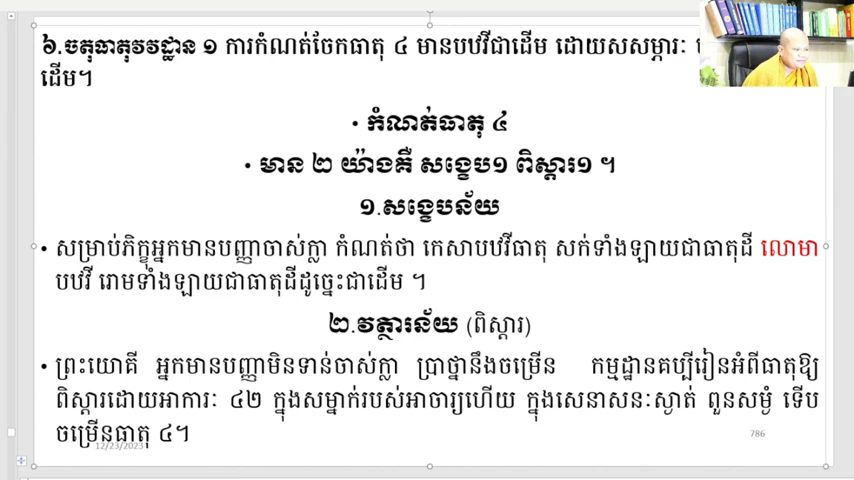 ៦.ចតុធាតុវវដ្ឋាន ១ ការកំណត់ចែកធាតុ ៤ មានបឋវីជាដើម ដោយសសម្ភារៈ
ដើម។
• កំណត់ធាតុ ៤
• មាន ២ យ៉ាងគឺ សង្ខេប១ ពិស្តារ១ ។
១.សង្ខេបន័យ
• សម្រាប់ភិក្ខុអ្នកមានបញ្ញាចាស់ក្លា កំណត់ថា កេសាបឋវីធាតុ សក់ទាំងឡាយជាធាតុដី លោមា
បឋវី រោមទាំងឡាយជាធាតុដីដូច្នេះជាដើម ។
២.វត្ថារន័យ (ពិស្តារ)
• ព្រះយោគី អ្នកមានបញ្ញាមិនទាន់ចាស់ក្លា ប្រាថ្នានឹងចម្រើន កម្មដ្ឋានគប្បីរៀនអំពីធាតុឱ្យ
ពិស្តារដោយអាការៈ ៤២ ក្នុងសម្នាក់របស់អាចារ្យហើយ ក្នុងសេនាសនៈស្ងាត់ ពួនសម្ងំ ទើប
ចម្រើនធាតុ ៤។
12/23/2023
786